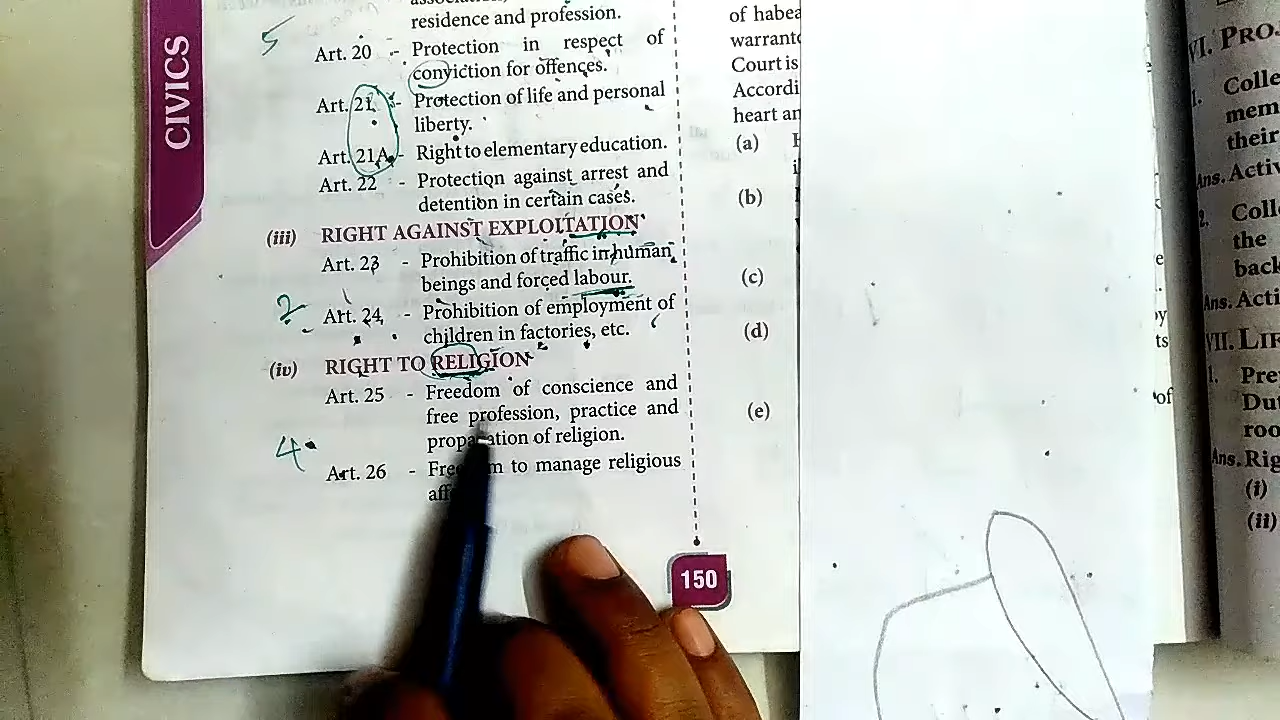 CIVICS
5
residence and profession.
Art. 20 - Protection in respect of
conviction for offences.
Art. 21 - Protection of life and personal
liberty.
Art. 21A - Right to elementary education.
Art. 22 - Protection against arrest and
detention in certain cases.
(iii) RIGHT AGAINST EXPLOITATION
Art. 23 - Prohibition of traffic in human
beings and forced labour.
2
Art. 24 - Prohibition of employment of
children in factories, etc.
(iv) RIGHT TO RELIGION
Art. 25 - Freedom of conscience and
free profession, practice and
of religion.
4
Art. 26 - to manage religious
150
of habea
warrant
Court is
Accordi
heart an
(a)
(b)
(c)
(d)
(e)
of
VI. PRO
1. Colle
mem
their
Ans. Activ
2. Coll
the
back
Ans. Acti
VII. LIF
1. Pre
Du
roo
Ans. Rig
(i)
(ii)